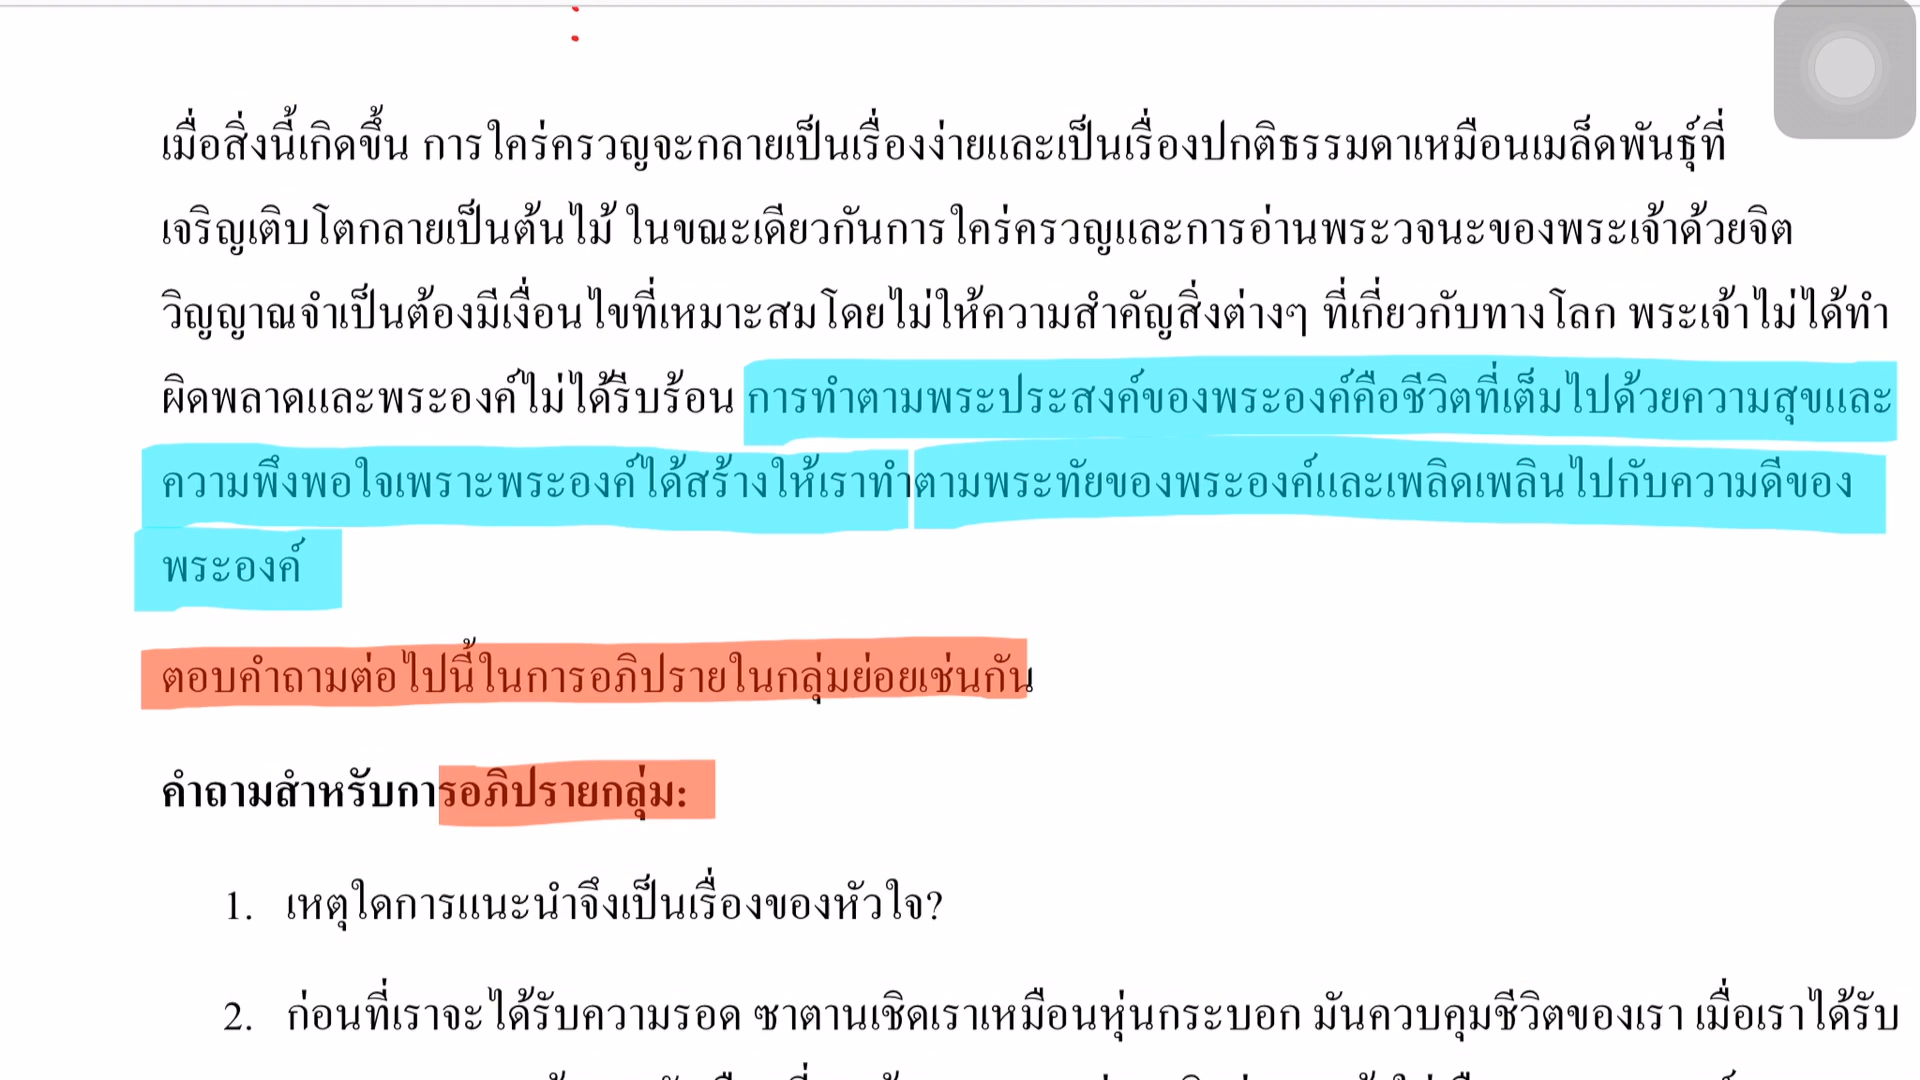 เมื่อสิ่งนี้เกิดขึ้น การใคร่ครวญจะกลายเป็นเรื่องง่ายและเป็นเรื่องปกติธรรมดาเหมือนเมล็ดพันธุ์ที่
เจริญเติบโตกลายเป็นต้นไม้ ในขณะเดียวกันการใคร่ครวญและการอ่านพระวจนะของพระเจ้าด้วยจิต
วิญญาณจำเป็นต้องมีเงื่อนไขที่เหมาะสมโดยไม่ให้ความสำคัญสิ่งต่างๆ ที่เกี่ยวกับทางโลก พระเจ้าไม่ได้ทำ
ผิดพลาดและพระองค์ไม่ได้รีบร้อน การทำตามพระประสงค์ของพระองค์คือชีวิตที่เต็มไปด้วยความสุขและ
ความพึงพอใจเพราะพระองค์ได้สร้างให้เราทำตามพระทัยของพระองค์และเพลิดเพลินไปกับความดีของ
พระองค์
ตอบคำถามต่อไปนี้ในการอภิปรายในกลุ่มย่อยเช่นกัน
คำถามสำหรับการอภิปรายกลุ่ม:
1. เหตุใดการแนะนำจึงเป็นเรื่องของหัวใจ?
2. ก่อนที่เราจะได้รับความรอด ซาตานเชิดเราเหมือนหุ่นกระบอก มันควบคุมชีวิตของเรา เมื่อเราได้รับ